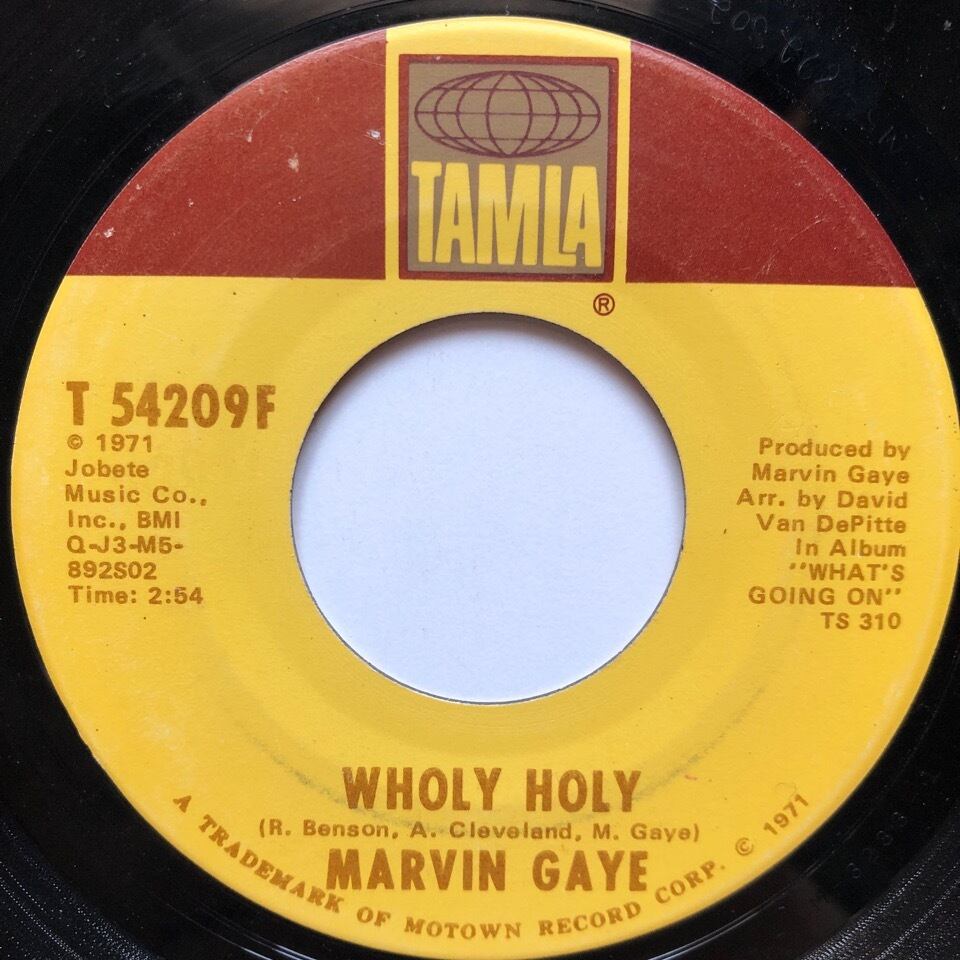 TAMLA
®
T 54209F
© 1971
Jobete
Music Co.,
Inc., BMI
Q-J3-M5-
892S02
Time: 2:54
Produced by
Marvin Gaye
Arr. by David
Van DePitte
In Album
"WHAT'S
GOING ON"
TS 310
WHOLY HOLY
(R. Benson, A. Cleveland, M. Gaye)
MARVIN GAYE
A TRADEMARK OF MOTOWN RECORD CORP. © 1971